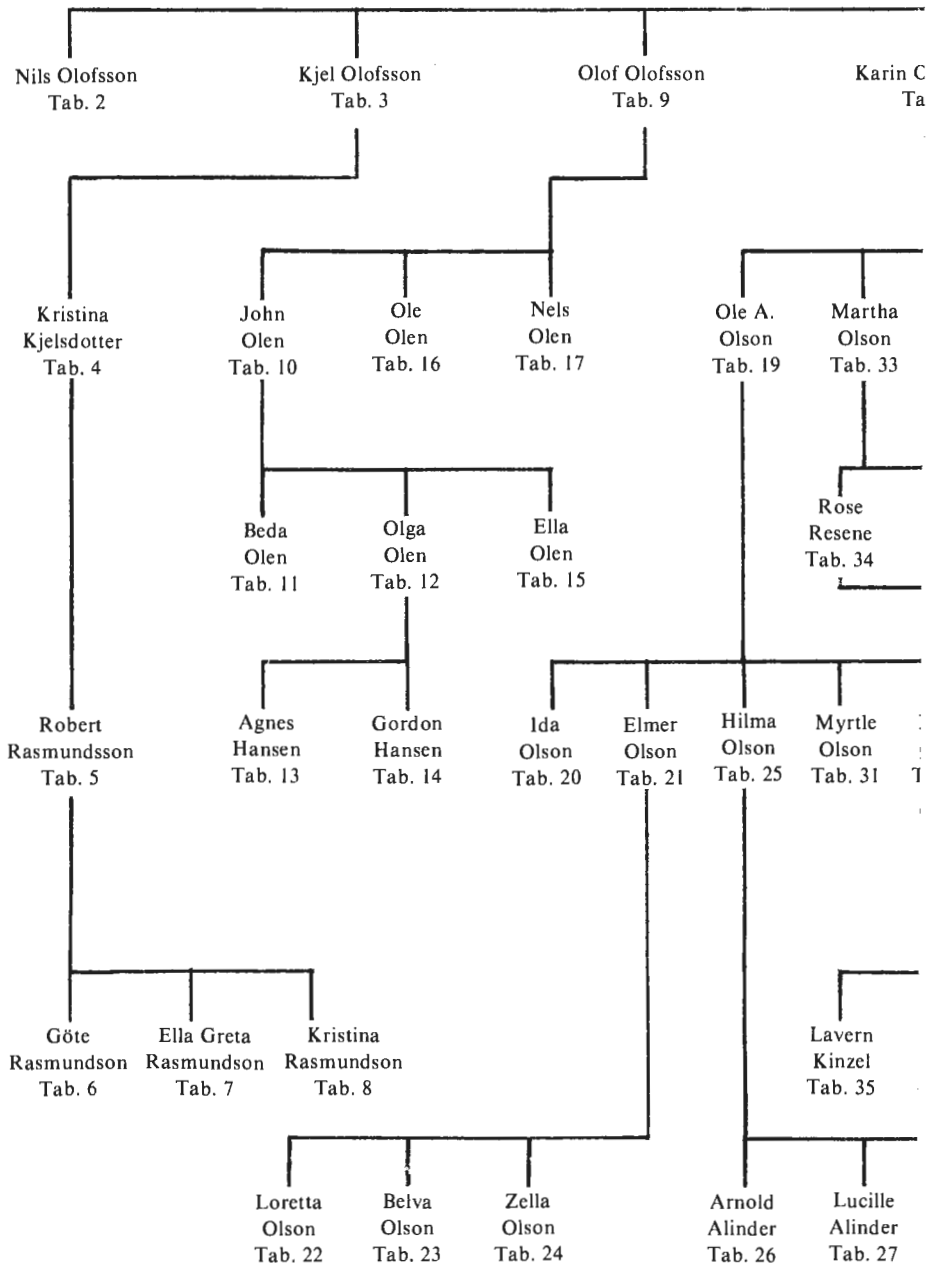 Nils Olofsson
Tab. 2
Kjel Olofsson
Tab. 3
Olof Olofsson
Tab. 9
Karin
Kristina
Kjelsdotter
Tab. 4
John
Olen
Tab. 10
Ole
Olen
Tab. 16
Nels
Olen
Tab. 17
Ole A.
Olson
Tab. 19
Martha
Olson
Tab. 33
Beda
Olen
Tab. 11
Olga
Olen
Tab. 12
Ella
Olen
Tab. 15
Rose
Resene
Tab. 34
Robert
Rasmundsson
Tab. 5
Agnes
Hansen
Tab. 13
Gordon
Hansen
Tab. 14
Ida
Olson
Tab. 20
Elmer
Olson
Tab. 21
Hilma
Olson
Tab. 25
Myrtle
Olson
Tab. 31
Göte
Rasmundson
Tab. 6
Ella Greta
Rasmundson
Tab. 7
Kristina
Rasmundson
Tab. 8
Lavern
Kinzel
Tab. 35
Loretta
Olson
Tab. 22
Belva
Olson
Tab. 23
Zella
Olson
Tab. 24
Arnold
Alinder
Tab. 26
Lucille
Alinder
Tab. 27